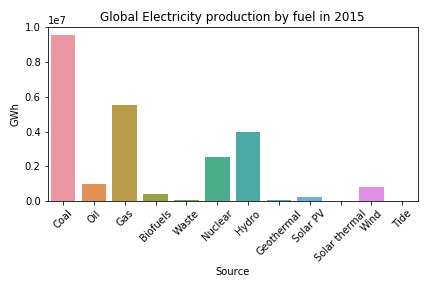 Global Electricity production by fuel in 2015
1e7
1.0
0.8
0.6
0.4
0.2
0.0
GWh
Coal
Oil
Gas
Biofuels
Waste
Nuclear
Hydro
Geothermal
Solar PV
Solar thermal
Wind
Tide
Source